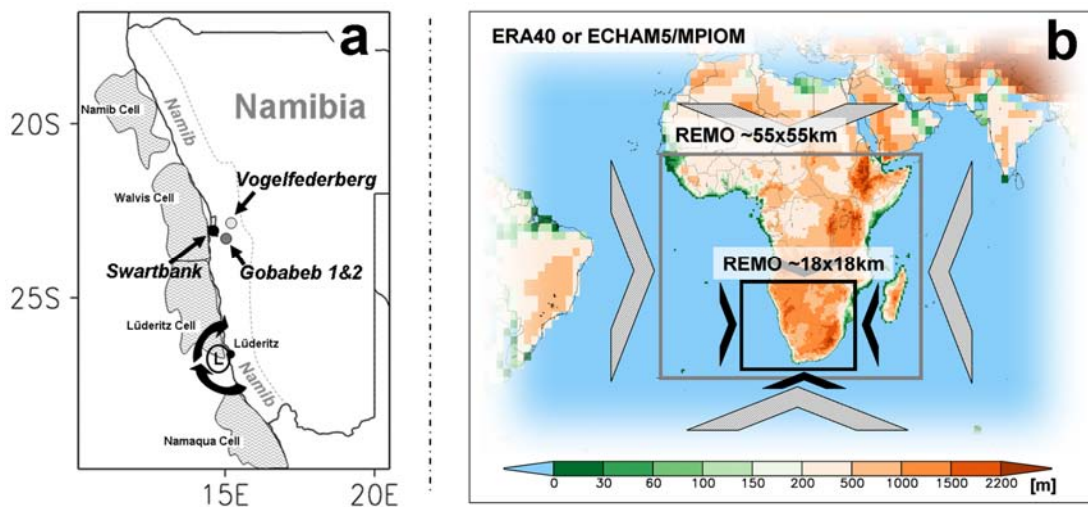 a
Namibia
20S
25S
15E
20E
Namib Cell
Namib
Walvis Cell
Vogelfederberg
Swartbank
Gobabeb 1&2
Lüderitz Cell
Lüderitz
L
Namib
Namaqua Cell
b
ERA40 or ECHAM5/MPIOM
REMO ~55x55km
REMO ~18x18km
0 30 60 100 150 200 500 1000 1500 2200 [m]